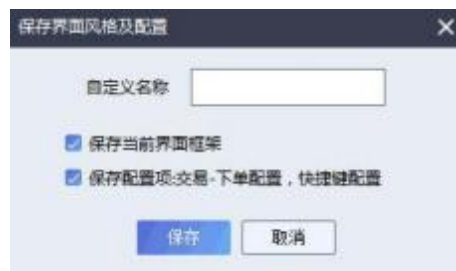 保存界面风格及配置
自定义名称
保存当前界面框架
保存配置项:交易-下单配置，快捷键配置
保存 取消